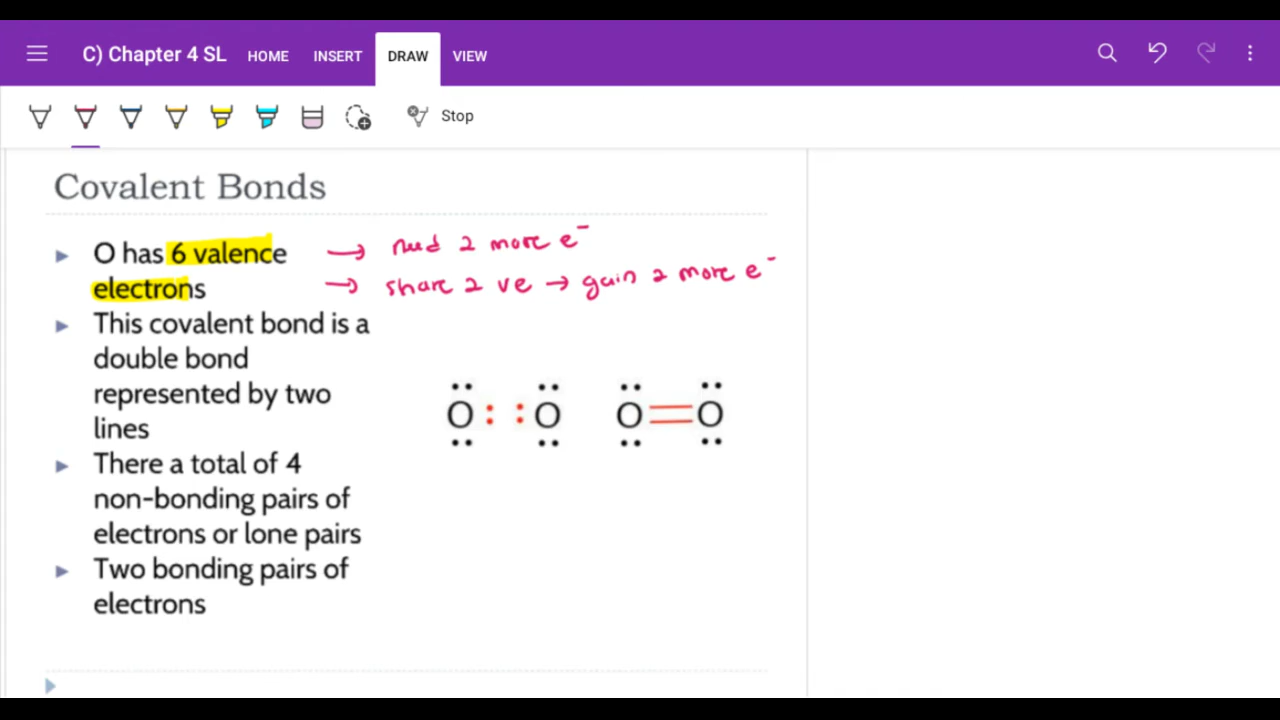 C) Chapter 4 SL HOME INSERT DRAW VIEW
Stop
Covalent Bonds
O has 6 valence
electrons
→ need 2 more e⁻
→ share 2 ve → gain 2 more e⁻
This covalent bond is a
double bond
represented by two
lines
There a total of 4
non-bonding pairs of
electrons or lone pairs
Two bonding pairs of
electrons
O : : O O=O